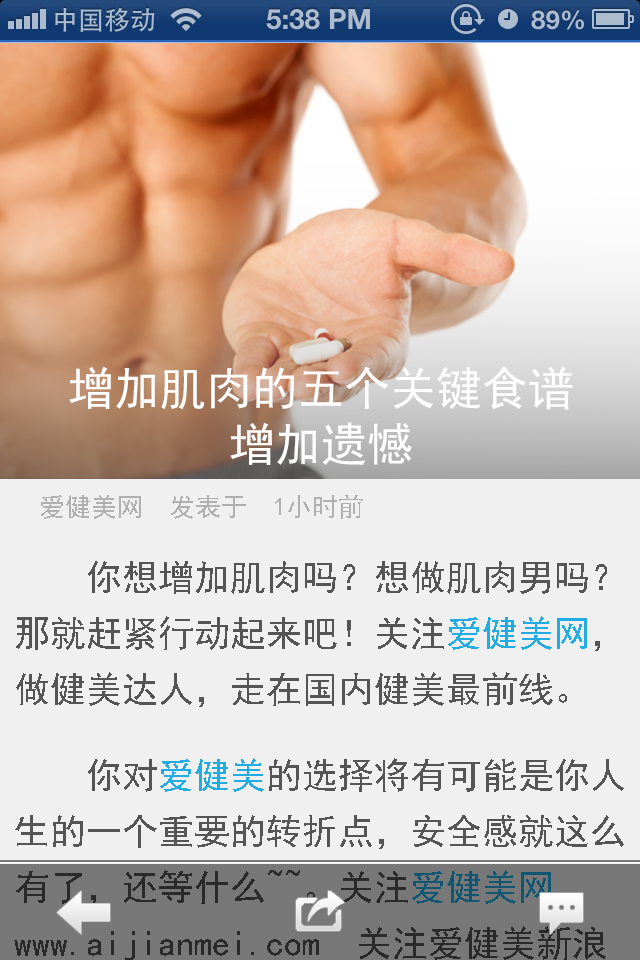 中国移动 5:38 PM 89%
增加肌肉的五个关键食谱
增加遗憾
爱健美网 发表于 1小时前
你想增加肌肉吗？想做肌肉男吗？
那就赶紧行动起来吧！关注爱健美网，
做健美达人，走在国内健美最前线。
你对爱健美的选择将有可能是你人
生的一个重要的转折点，安全感就这么
有了，还等什么~~。关注爱健美网
www.aijianmei.com 关注爱健美新浪